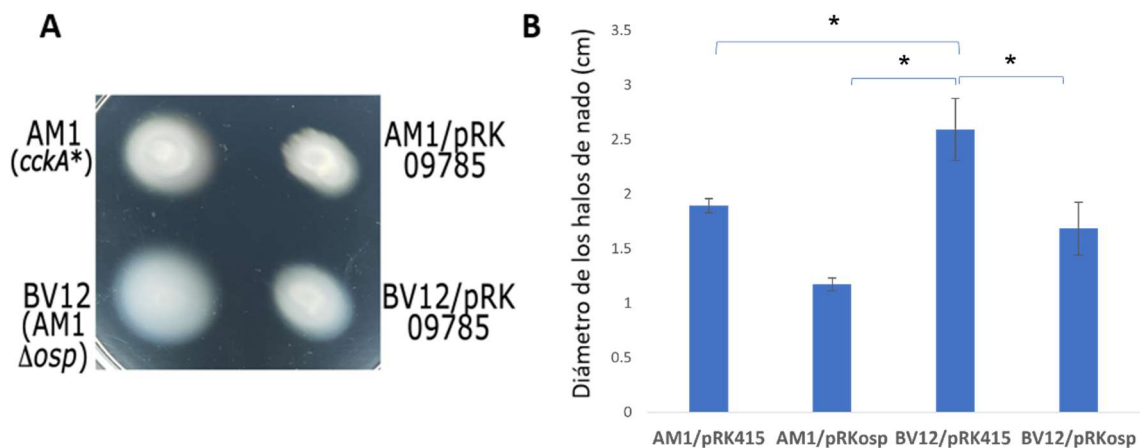 A
AM1
(cckA*)
AM1/pRK
09785
BV12
(AM1
Δosp)
BV12/pRK
09785
B
Diámetro de los halos de nado (cm)
3.5
3
2.5
2
1.5
1
0.5
0
*
*
*
AM1/pRK415
AM1/pRKosp
BV12/pRK415
BV12/pRKosp